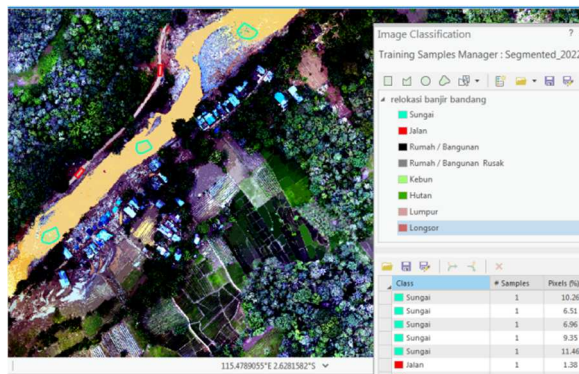 Image Classification ?
Training Samples Manager : Segmented_2022
relokasi banjir bandang
Sungai
Jalan
Rumah / Bangunan
Rumah / Bangunan Rusak
Kebun
Hutan
Lumpur
Longsor
Class # Samples Pixels (%)
Sungai 1 10.26
Sungai 1 6.51
Sungai 1 6.96
Sungai 1 9.35
Sungai 1 11.46
Jalan 1 1.38
115.4789055°E 2.6281582°S